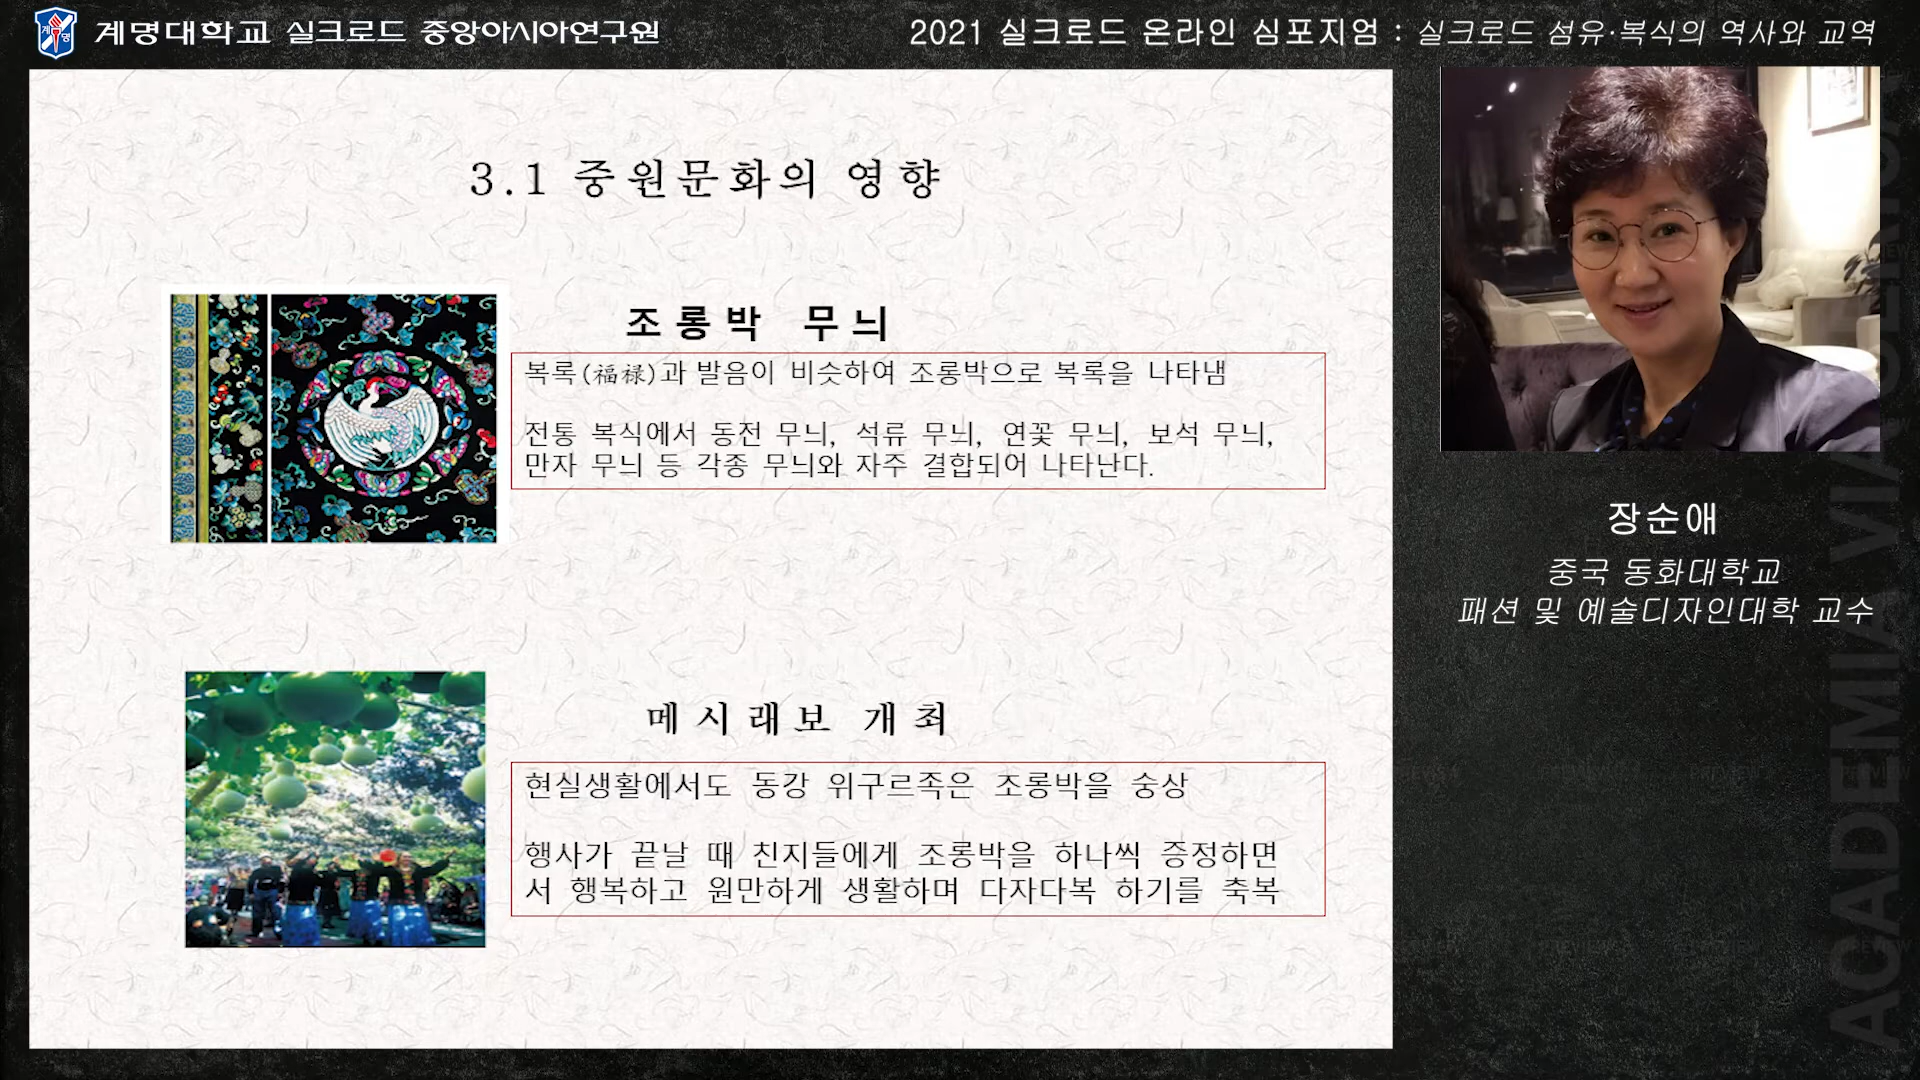 계명대학교 실크로드 중앙아시아연구원
2021 실크로드 온라인 심포지엄 : 실크로드 섬유·복식의 역사와 교역
3.1 중원문화의 영향
조롱박 무늬
복록(福祿)과 발음이 비슷하여 조롱박으로 복록을 나타냄
전통 복식에서 동전 무늬, 석류 무늬, 연꽃 무늬, 보석 무늬,
만자 무늬 등 각종 무늬와 자주 결합되어 나타난다.
메시래보 개최
현실생활에서도 동강 위구르족은 조롱박을 숭상
행사가 끝날 때 친지들에게 조롱박을 하나씩 증정하면
서 행복하고 원만하게 생활하며 다자다복 하기를 축복
장순애
중국 동화대학교
패션 및 예술디자인대학 교수
ACADEMIA VIA
PREVIEW